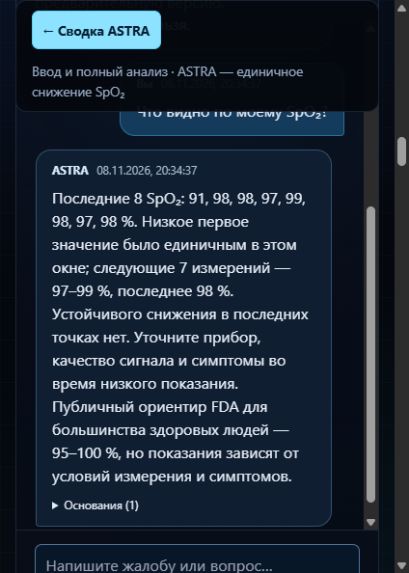 ← Сводка ASTRA
Ввод и полный анализ · ASTRA — единичное
снижение SpO₂
Что видно по моему SpO₂?
ASTRA 08.11.2026, 20:34:37
Последние 8 SpO₂: 91, 98, 98, 97, 99,
98, 97, 98 %. Низкое первое
значение было единичным в этом
окне; следующие 7 измерений —
97–99 %, последнее 98 %.
Устойчивого снижения в последних
точках нет. Уточните прибор,
качество сигнала и симптомы во
время низкого показания.
Публичный ориентир FDA для
большинства здоровых людей —
95–100 %, но показания зависят от
условий измерения и симптомов.
▶ Основания (1)
Напишите жалобу или вопрос...